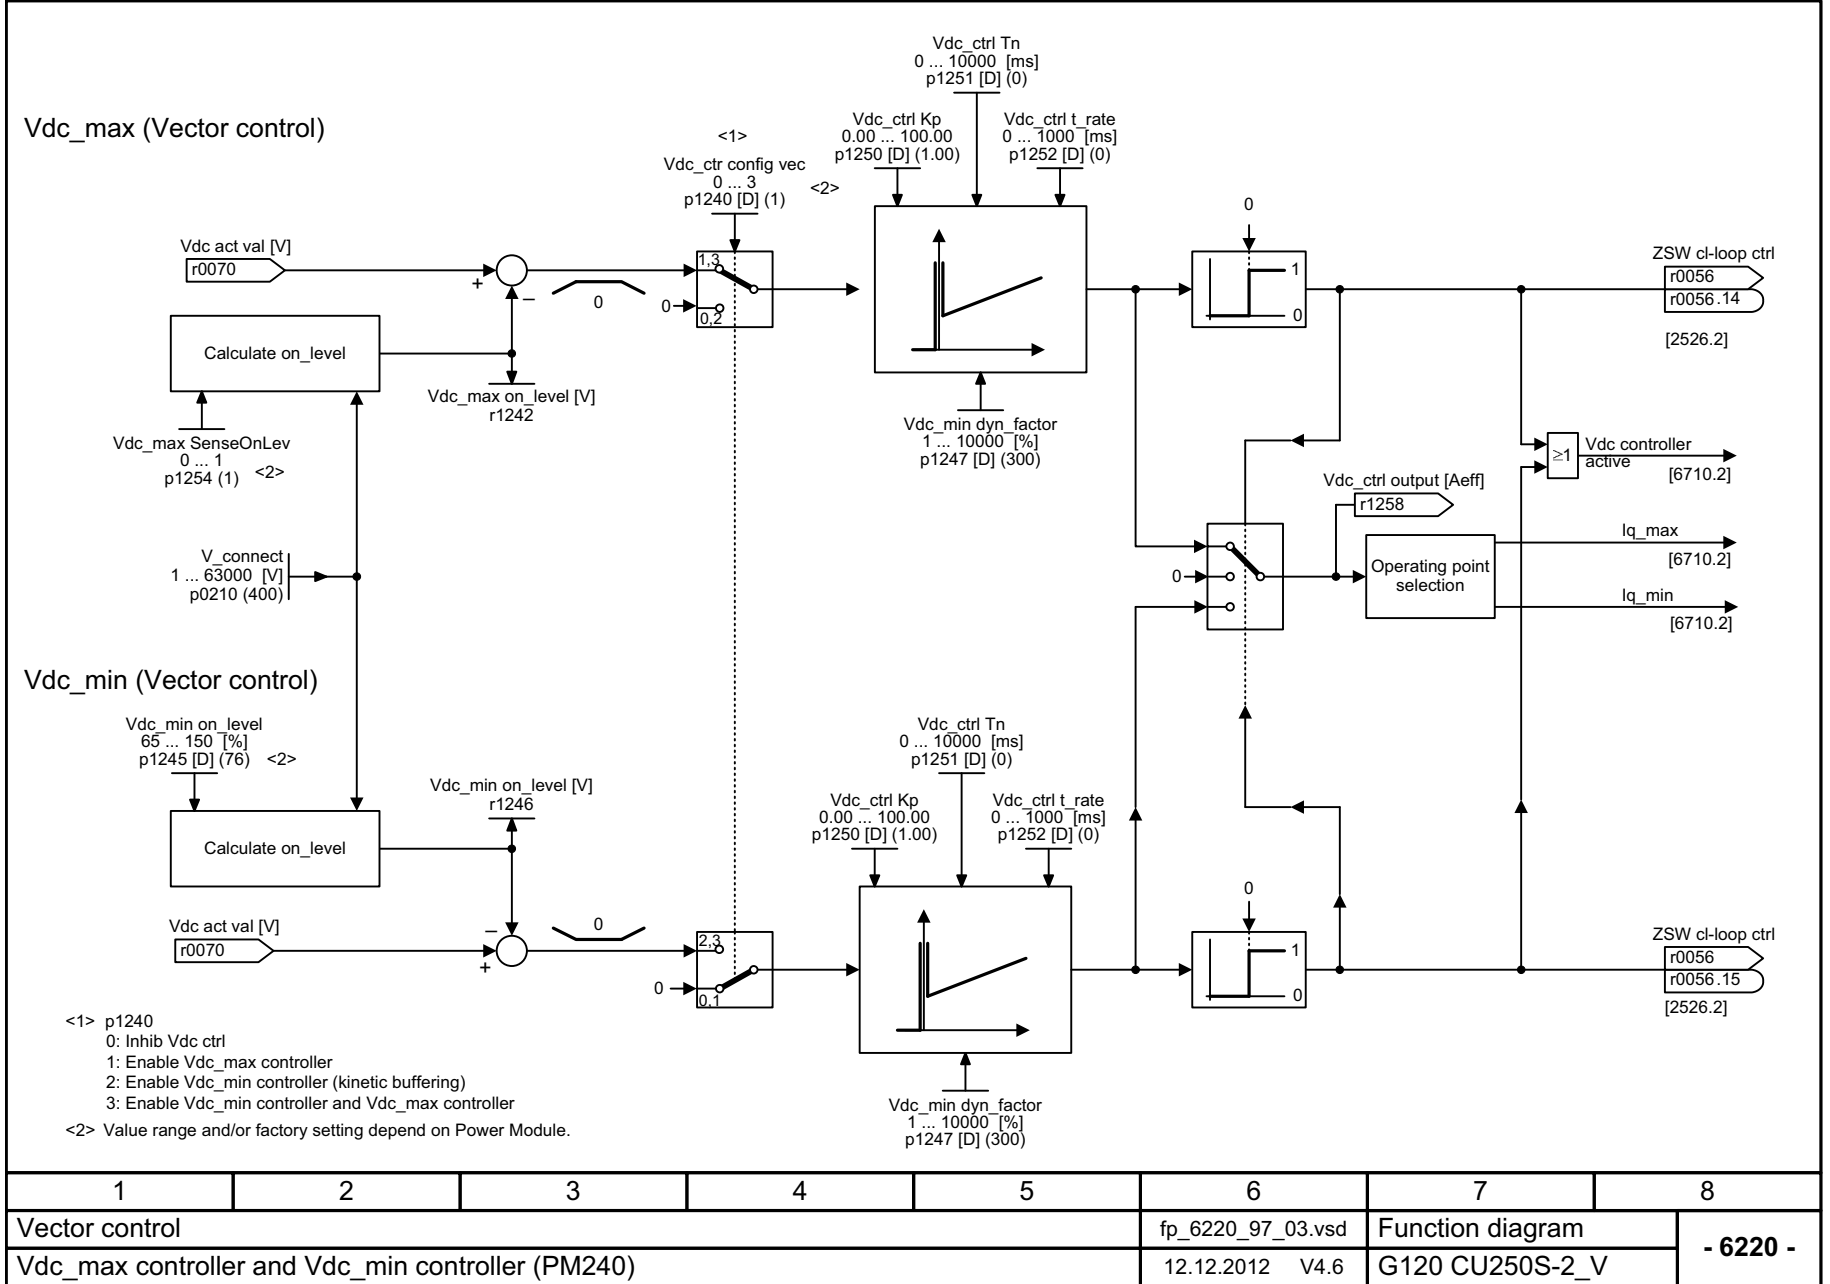 Vdc_max (Vector control)
Vdc_ctrl Tn
0 ... 10000 [ms]
p1251 [D] (0)
Vdc_ctrl Kp
0.00 ... 100.00
p1250 [D] (1.00)
Vdc_ctrl t_rate
0 ... 1000 [ms]
p1252 [D] (0)
<1>
Vdc_ctr config vec
0 ... 3
p1240 [D] (1)
<2>
Vdc act val [V]
r0070
+
–
0
1,3
0
0,2
0
1
0
ZSW cl-loop ctrl
r0056
r0056.14
[2526.2]
Calculate on_level
Vdc_max on_level [V]
r1242
Vdc_max SenseOnLev
0 ... 1
p1254 (1)
<2>
Vdc_min dyn_factor
1 ... 10000 [%]
p1247 [D] (300)
≥1
Vdc controller
active
[6710.2]
Vdc_ctrl output [Aeff]
r1258
V_connect
1 ... 63000 [V]
p0210 (400)
0
Operating point
selection
Iq_max
[6710.2]
Iq_min
[6710.2]
Vdc_min (Vector control)
Vdc_min on_level
65 ... 150 [%]
p1245 [D] (76)
<2>
Vdc_min on_level [V]
r1246
Calculate on_level
Vdc_ctrl Tn
0 ... 10000 [ms]
p1251 [D] (0)
Vdc_ctrl Kp
0.00 ... 100.00
p1250 [D] (1.00)
Vdc_ctrl t_rate
0 ... 1000 [ms]
p1252 [D] (0)
Vdc act val [V]
r0070
–
+
0
2,3
0
0,1
0
1
0
ZSW cl-loop ctrl
r0056
r0056.15
[2526.2]
Vdc_min dyn_factor
1 ... 10000 [%]
p1247 [D] (300)
<1> p1240
0: Inhib Vdc ctrl
1: Enable Vdc_max controller
2: Enable Vdc_min controller (kinetic buffering)
3: Enable Vdc_min controller and Vdc_max controller
<2> Value range and/or factory setting depend on Power Module.
1 2 3 4 5 6 7 8
Vector control
fp_6220_97_03.vsd
Function diagram
- 6220 -
Vdc_max controller and Vdc_min controller (PM240)
12.12.2012 V4.6
G120 CU250S-2_V